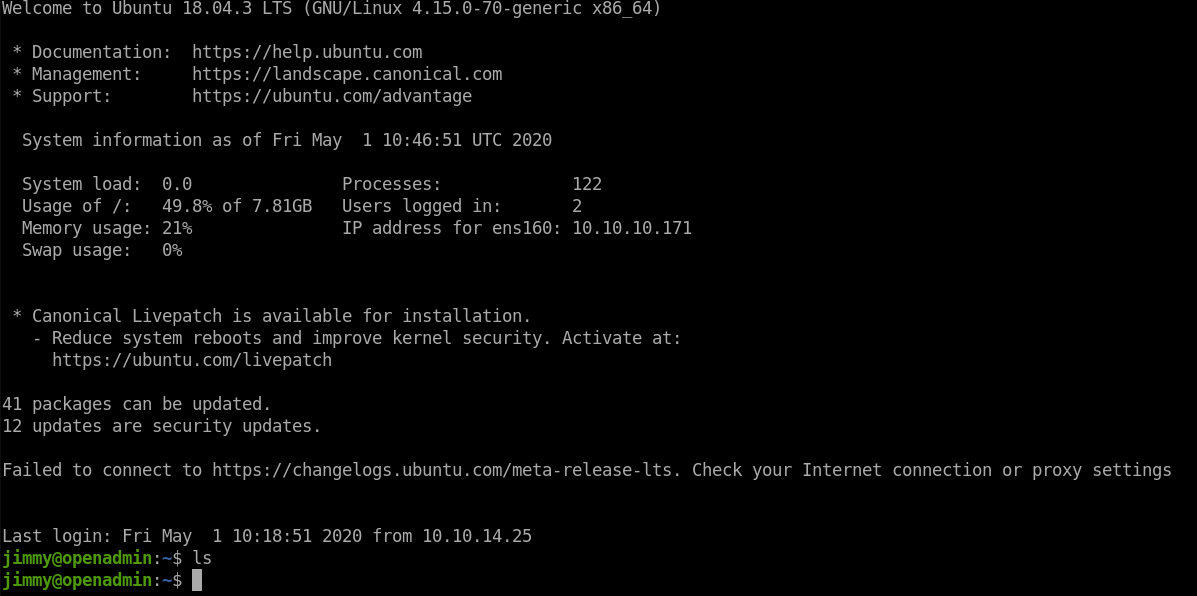 Welcome to Ubuntu 18.04.3 LTS (GNU/Linux 4.15.0-70-generic x86_64)
* Documentation:  https://help.ubuntu.com
* Management:     https://landscape.canonical.com
* Support:        https://ubuntu.com/advantage
System information as of Fri May  1 10:46:51 UTC 2020
System load:  0.0               Processes:             122
Usage of /:   49.8% of 7.81GB   Users logged in:       2
Memory usage: 21%               IP address for ens160: 10.10.10.171
Swap usage:   0%
* Canonical Livepatch is available for installation.
- Reduce system reboots and improve kernel security. Activate at:
https://ubuntu.com/livepatch
41 packages can be updated.
12 updates are security updates.
Failed to connect to https://changelogs.ubuntu.com/meta-release-lts. Check your Internet connection or proxy settings
Last login: Fri May  1 10:18:51 2020 from 10.10.14.25
jimmy@openadmin:~$ ls
jimmy@openadmin:~$